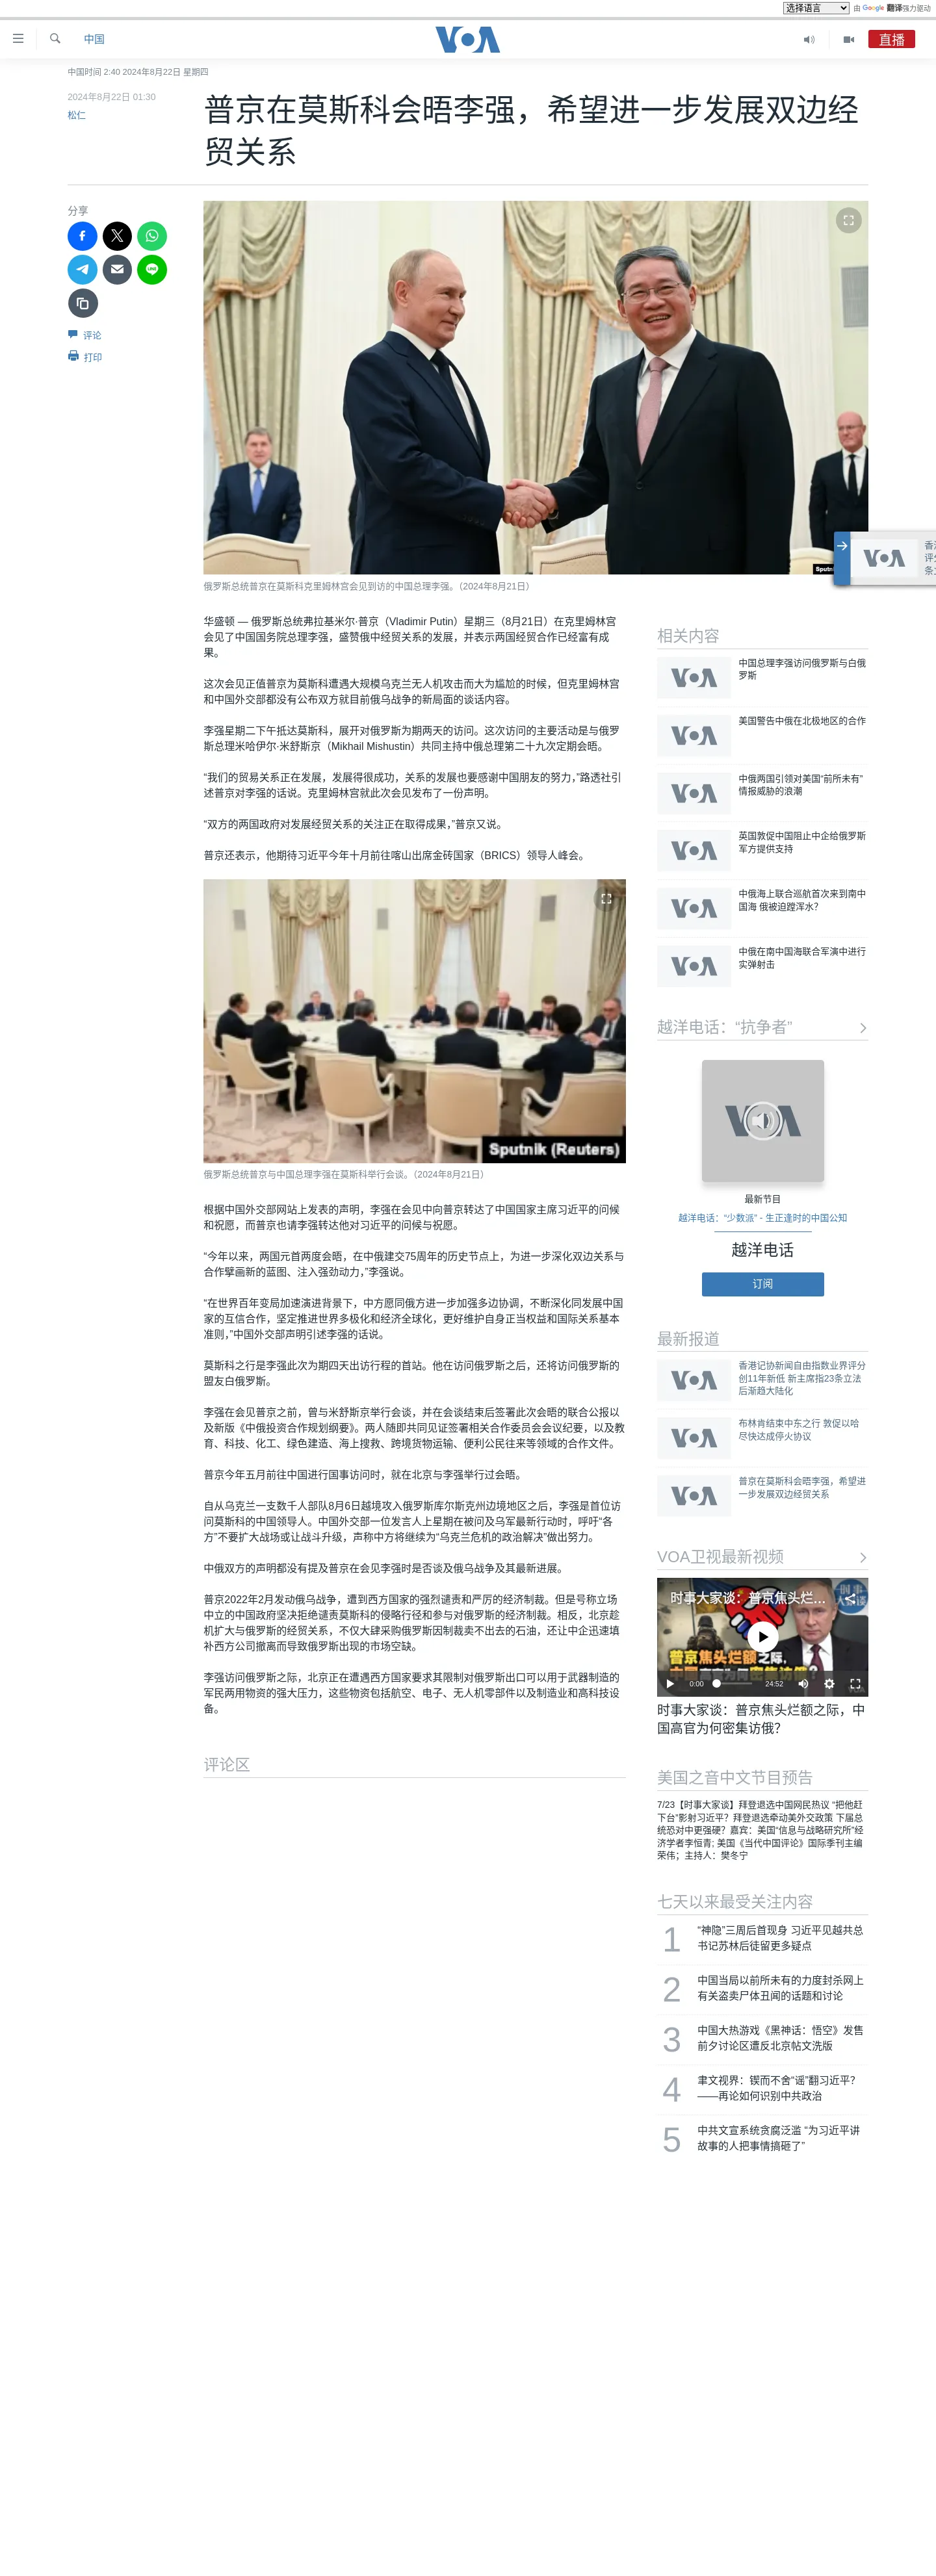 选择语言
由 Google 翻译强力驱动
中国
VOA
直播
中国时间 2:40 2024年8月22日 星期四
2024年8月22日 01:30
松仁
普京在莫斯科会晤李强，希望进一步发展双边经
贸关系
分享
评论
打印
Sputn
俄罗斯总统普京在莫斯科克里姆林宫会见到访的中国总理李强。（2024年8月21日）
VOA
华盛顿 — 俄罗斯总统弗拉基米尔·普京（Vladimir Putin）星期三（8月21日）在克里姆林宫
会见了中国国务院总理李强，盛赞俄中经贸关系的发展，并表示两国经贸合作已经富有成
果。
这次会见正值普京为莫斯科遭遇大规模乌克兰无人机攻击而大为尴尬的时候，但克里姆林宫
和中国外交部都没有公布双方就目前俄乌战争的新局面的谈话内容。
李强星期二下午抵达莫斯科，展开对俄罗斯为期两天的访问。这次访问的主要活动是与俄罗
斯总理米哈伊尔·米舒斯京（Mikhail Mishustin）共同主持中俄总理第二十九次定期会晤。
“我们的贸易关系正在发展，发展得很成功，关系的发展也要感谢中国朋友的努力，”路透社引
述普京对李强的话说。克里姆林宫就此次会见发布了一份声明。
“双方的两国政府对发展经贸关系的关注正在取得成果，”普京又说。
普京还表示，他期待习近平今年十月前往喀山出席金砖国家（BRICS）领导人峰会。
Sputnik (Reuters)
俄罗斯总统普京与中国总理李强在莫斯科举行会谈。（2024年8月21日）
根据中国外交部网站上发表的声明，李强在会见中向普京转达了中国国家主席习近平的问候
和祝愿，而普京也请李强转达他对习近平的问候与祝愿。
“今年以来，两国元首两度会晤，在中俄建交75周年的历史节点上，为进一步深化双边关系与
合作擘画新的蓝图、注入强劲动力，”李强说。
“在世界百年变局加速演进背景下，中方愿同俄方进一步加强多边协调，不断深化同发展中国
家的互信合作，坚定推进世界多极化和经济全球化，更好维护自身正当权益和国际关系基本
准则，”中国外交部声明引述李强的话说。
莫斯科之行是李强此次为期四天出访行程的首站。他在访问俄罗斯之后，还将访问俄罗斯的
盟友白俄罗斯。
李强在会见普京之前，曾与米舒斯京举行会谈，并在会谈结束后签署此次会晤的联合公报以
及新版《中俄投资合作规划纲要》。两人随即共同见证签署相关合作委员会会议纪要，以及教
育、科技、化工、绿色建造、海上搜救、跨境货物运输、便利公民往来等领域的合作文件。
普京今年五月前往中国进行国事访问时，就在北京与李强举行过会晤。
自从乌克兰一支数千人部队8月6日越境攻入俄罗斯库尔斯克州边境地区之后，李强是首位访
问莫斯科的中国领导人。中国外交部一位发言人上星期在被问及乌军最新行动时，呼吁“各
方”不要扩大战场或让战斗升级，声称中方将继续为“乌克兰危机的政治解决”做出努力。
中俄双方的声明都没有提及普京在会见李强时是否谈及俄乌战争及其最新进展。
普京2022年2月发动俄乌战争，遭到西方国家的强烈谴责和严厉的经济制裁。但是号称立场
中立的中国政府坚决拒绝谴责莫斯科的侵略行径和参与对俄罗斯的经济制裁。相反，北京趁
机扩大与俄罗斯的经贸关系，不仅大肆采购俄罗斯因制裁卖不出去的石油，还让中企迅速填
补西方公司撤离而导致俄罗斯出现的市场空缺。
李强访问俄罗斯之际，北京正在遭遇西方国家要求其限制对俄罗斯出口可以用于武器制造的
军民两用物资的强大压力，这些物资包括航空、电子、无人机零部件以及制造业和高科技设
备。
评论区
相关内容
VOA
中国总理李强访问俄罗斯与白俄
罗斯
VOA
美国警告中俄在北极地区的合作
VOA
中俄两国引领对美国“前所未有”
情报威胁的浪潮
VOA
英国敦促中国阻止中企给俄罗斯
军方提供支持
VOA
中俄海上联合巡航首次来到南中
国海 俄被迫蹚浑水？
VOA
中俄在南中国海联合军演中进行
实弹射击
越洋电话：“抗争者”
VOA
最新节目
越洋电话：“少数派” - 生正逢时的中国公知
越洋电话
订阅
最新报道
VOA
香港记协新闻自由指数业界评分
创11年新低 新主席指23条立法
后渐趋大陆化
VOA
布林肯结束中东之行 敦促以哈
尽快达成停火协议
VOA
普京在莫斯科会晤李强，希望进
一步发展双边经贸关系
VOA卫视最新视频
时事大家谈：普京焦头烂…
普京焦头烂额之际，
0:00
24:52
时事大家谈：普京焦头烂额之际，中
国高官为何密集访俄？
美国之音中文节目预告
7/23【时事大家谈】拜登退选中国网民热议 “把他赶
下台”影射习近平？拜登退选牵动美外交政策 下届总
统恐对中更强硬？嘉宾：美国“信息与战略研究所”经
济学者李恒青; 美国《当代中国评论》国际季刊主编
荣伟；主持人：樊冬宁
七天以来最受关注内容
1
“神隐”三周后首现身 习近平见越共总
书记苏林后徒留更多疑点
2
中国当局以前所未有的力度封杀网上
有关盗卖尸体丑闻的话题和讨论
3
中国大热游戏《黑神话：悟空》发售
前夕讨论区遭反北京帖文洗版
4
聿文视界：锲而不舍“谣”翻习近平？
——再论如何识别中共政治
5
中共文宣系统贪腐泛滥 “为习近平讲
故事的人把事情搞砸了”